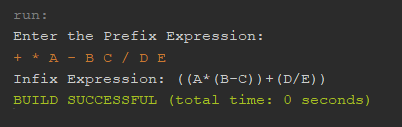 run:
Enter the Prefix Expression:
+ * A - B C / D E
Infix Expression: ((A*(B-C))+(D/E))
BUILD SUCCESSFUL (total time: 0 seconds)